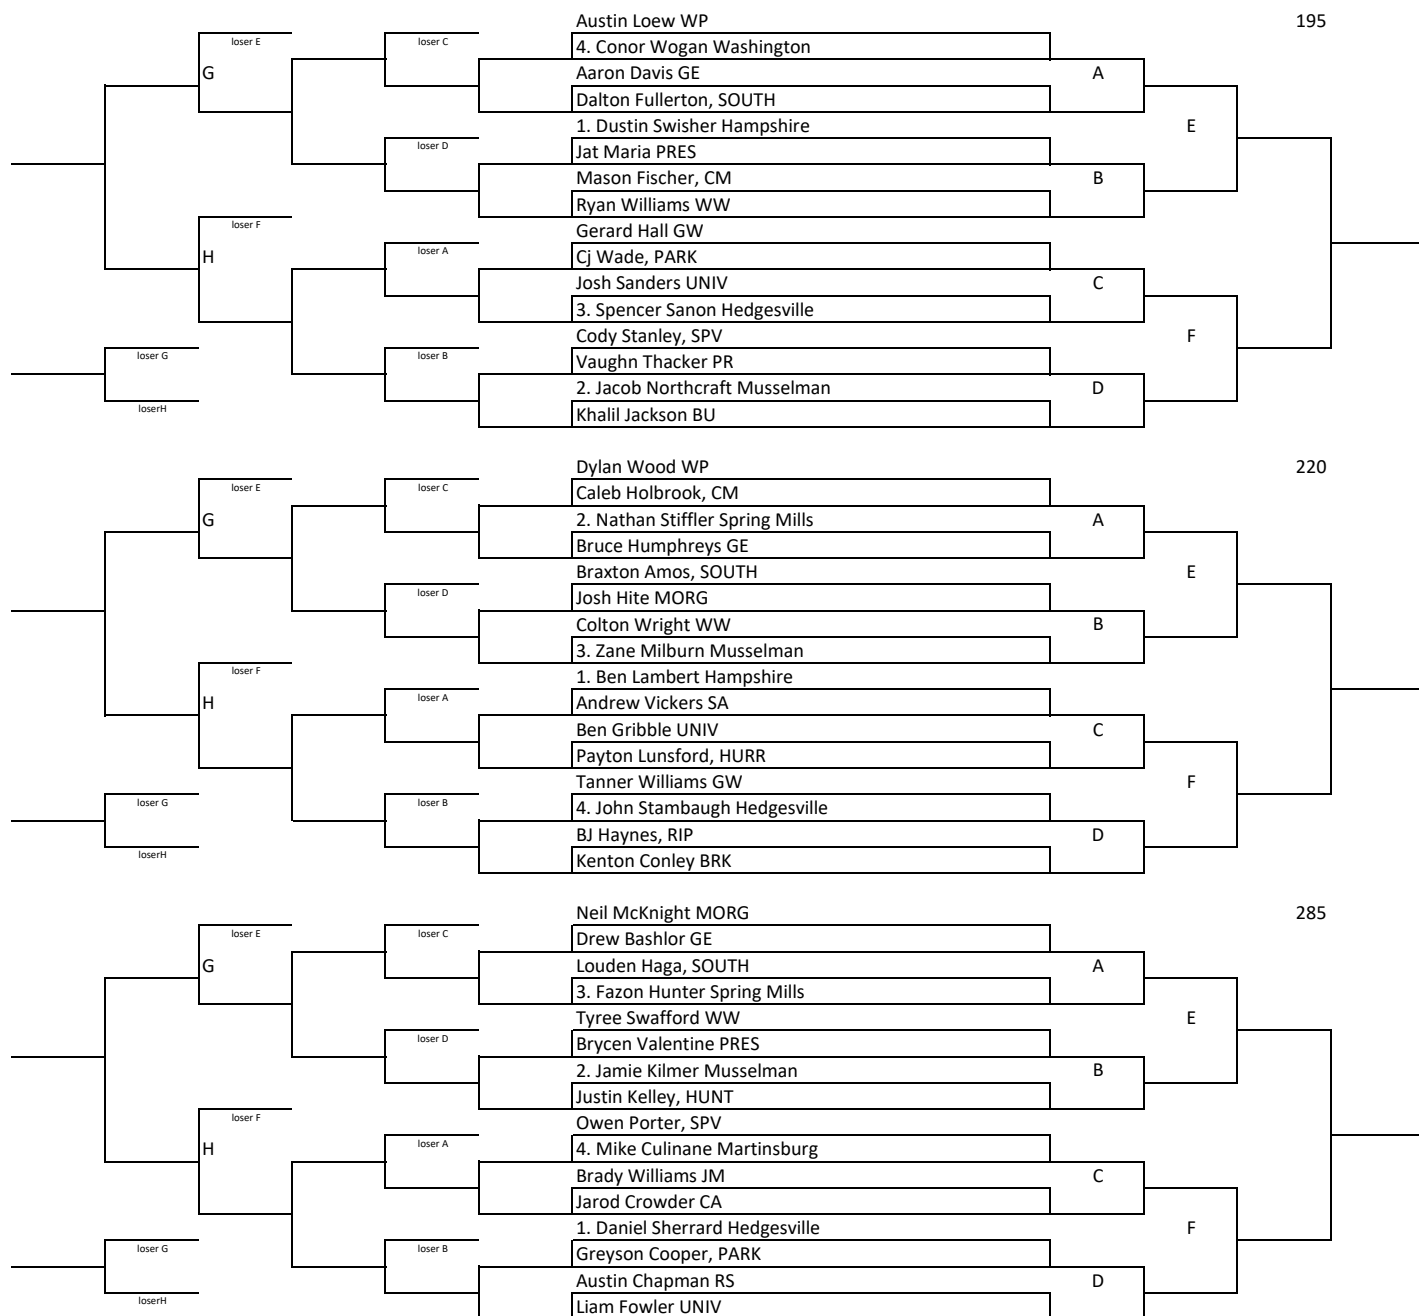 Austin Loew WP 195
loser E loser C 4. Conor Wogan Washington
G Aaron Davis GE A
Dalton Fullerton, SOUTH
1. Dustin Swisher Hampshire E
loser D Jat Maria PRES
Mason Fischer, CM B
Ryan Williams WW
loser F Gerard Hall GW
H loser A Cj Wade, PARK
Josh Sanders UNIV C
3. Spencer Sanon Hedgesville
Cody Stanley, SPV F
loser G loser B Vaughn Thacker PR
2. Jacob Northcraft Musselman D
loserH Khalil Jackson BU
Dylan Wood WP 220
loser E loser C Caleb Holbrook, CM
G 2. Nathan Stiffler Spring Mills A
Bruce Humphreys GE
Braxton Amos, SOUTH E
loser D Josh Hite MORG
Colton Wright WW B
3. Zane Milburn Musselman
loser F 1. Ben Lambert Hampshire
H loser A Andrew Vickers SA
Ben Gribble UNIV C
Payton Lunsford, HURR
Tanner Williams GW F
loser G loser B 4. John Stambaugh Hedgesville
BJ Haynes, RIP D
loserH Kenton Conley BRK
Neil McKnight MORG 285
loser E loser C Drew Bashlor GE
G Louden Haga, SOUTH A
3. Fazon Hunter Spring Mills
Tyree Swafford WW E
loser D Brycen Valentine PRES
2. Jamie Kilmer Musselman B
Justin Kelley, HUNT
loser F Owen Porter, SPV
H loser A 4. Mike Culinane Martinsburg
Brady Williams JM C
Jarod Crowder CA
1. Daniel Sherrard Hedgesville F
loser G loser B Greyson Cooper, PARK
Austin Chapman RS D
loserH Liam Fowler UNIV